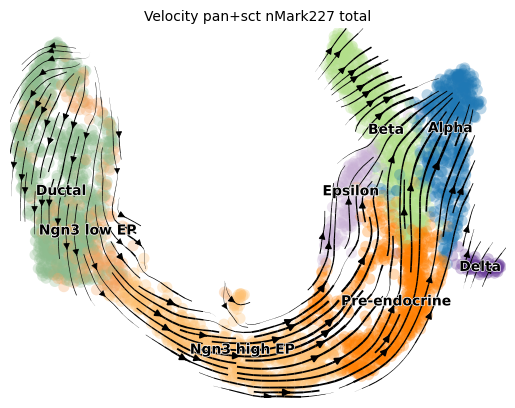 Velocity pan+sct nMark227 total
Beta
Alpha
Ductal
Epsilon
Ngn3 low EP
Delta
Pre-endocrine
Ngn3 high EP